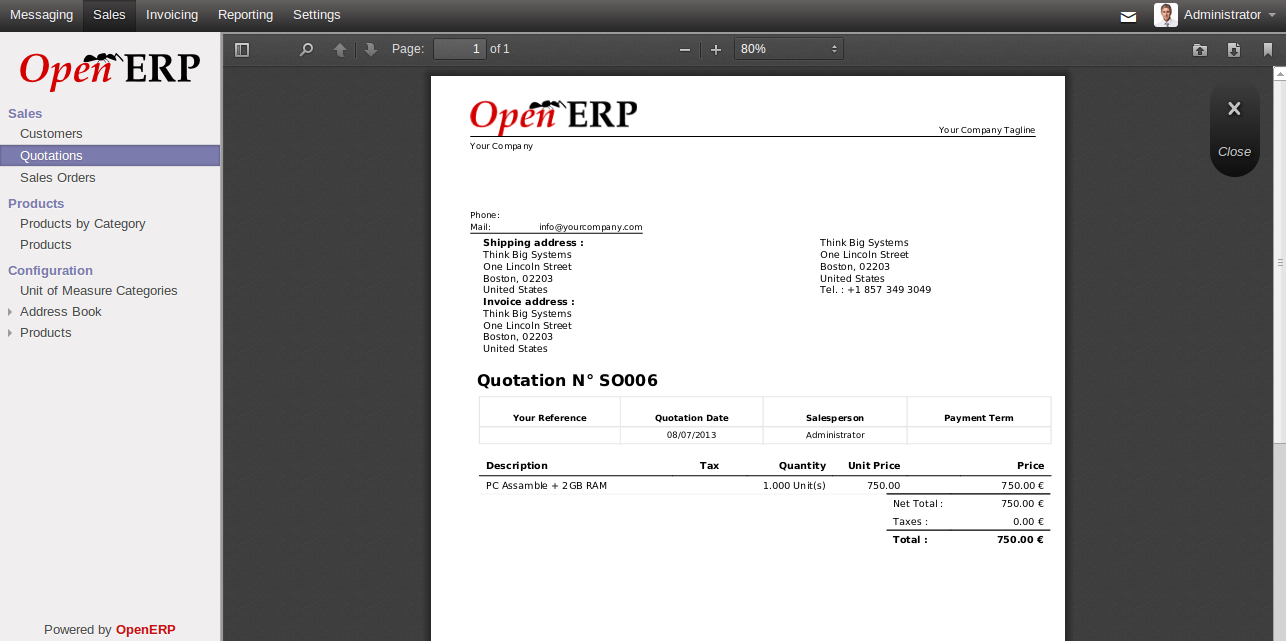 Messaging Sales Invoicing Reporting Settings Administrator
OpenERP
Sales
Customers
Quotations
Sales Orders
Products
Products by Category
Products
Configuration
Unit of Measure Categories
Address Book
Products
Powered by OpenERP
Page: 1 of 1 80%
Close
OpenERP
Your Company Tagline
Your Company
Phone:
Mail: info@yourcompany.com
Shipping address :
Think Big Systems
One Lincoln Street
Boston, 02203
United States
Invoice address :
Think Big Systems
One Lincoln Street
Boston, 02203
United States
Think Big Systems
One Lincoln Street
Boston, 02203
United States
Tel. : +1 857 349 3049
Quotation N° SO006
Your Reference Quotation Date Salesperson Payment Term
08/07/2013 Administrator
Description Tax Quantity Unit Price Price
PC Assamble + 2GB RAM 1.000 Unit(s) 750.00 750.00 €
Net Total : 750.00 €
Taxes : 0.00 €
Total : 750.00 €